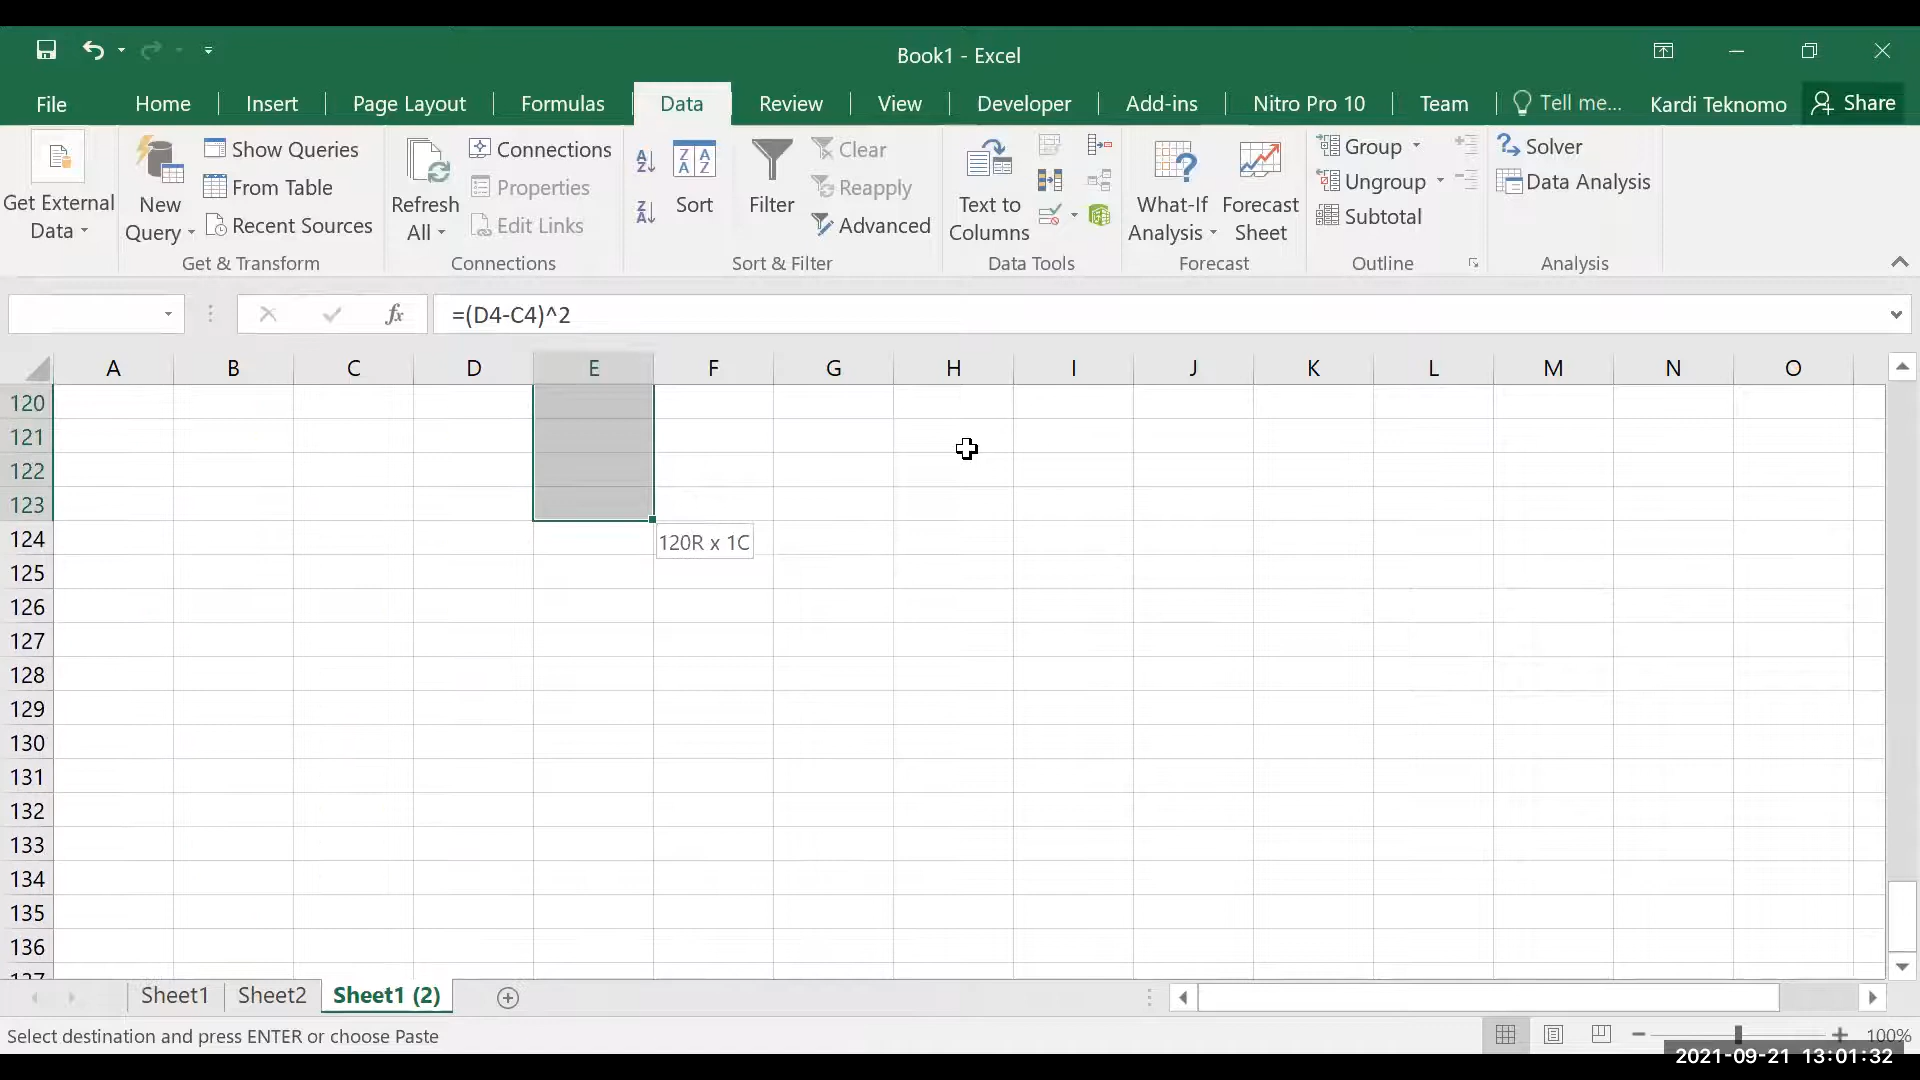 Book1 - Excel
File Home Insert Page Layout Formulas Data Review View Developer Add-ins Nitro Pro 10 Team Tell me... Kardi Teknomo Share
Get External Data
New Query
Show Queries
From Table
Recent Sources
Get & Transform
Refresh All
Connections
Properties
Edit Links
Connections
Sort
Filter
Clear
Reapply
Advanced
Sort & Filter
Text to Columns
Data Tools
What-If Analysis
Forecast Sheet
Forecast
Group
Ungroup
Subtotal
Outline
Solver
Data Analysis
Analysis
fx =(D4-C4)^2
A B C D E F G H I J K L M N O
120
121
122
123
124
120R x 1C
125
126
127
128
129
130
131
132
133
134
135
136
137
Sheet1 Sheet2 Sheet1 (2)
Select destination and press ENTER or choose Paste
100%
2021-09-21 13:01:32